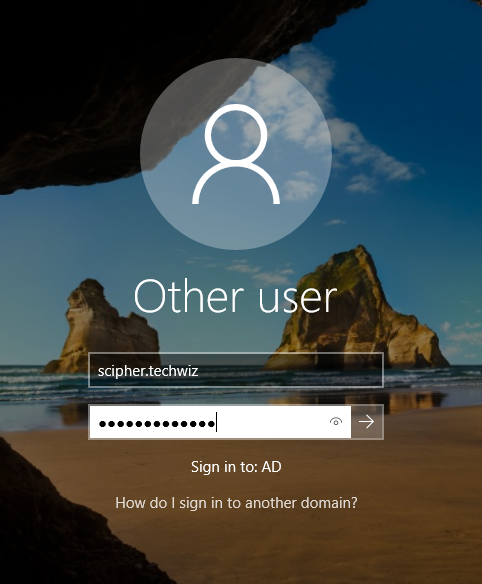 Other user
scipher.techwiz
●●●●●●●●●●●●●
Sign in to: AD
How do I sign in to another domain?